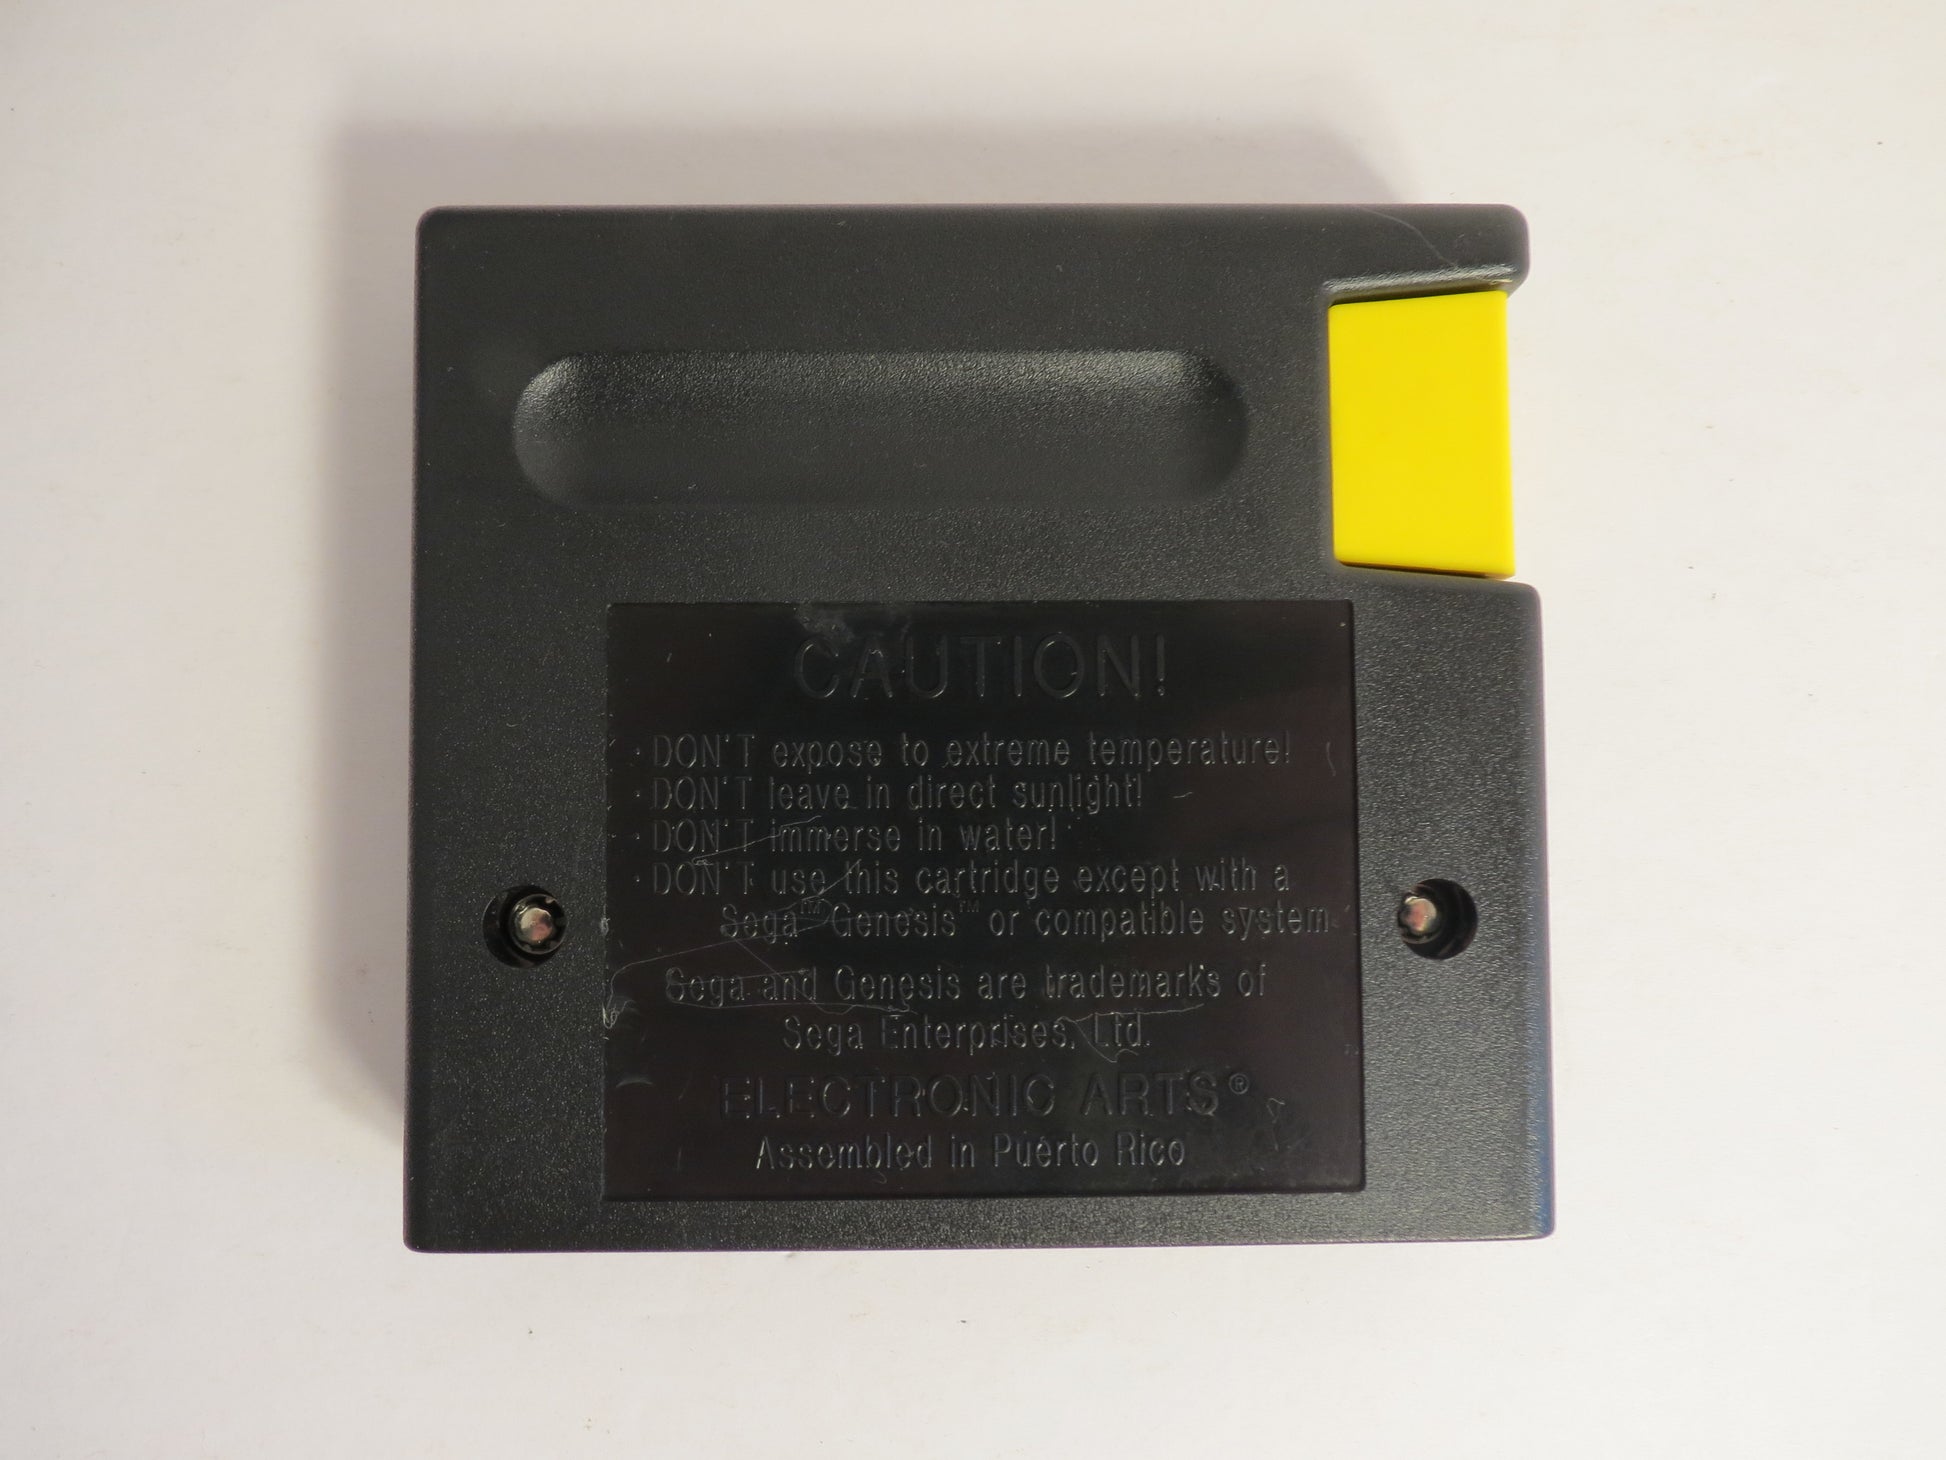 CAUTION!
· DON'T expose to extreme temperature!
· DON'T leave in direct sunlight!
· DON'T immerse in water!
· DON'T use this cartridge except with a
Sega™ Genesis™ or compatible system
Sega and Genesis are trademarks of
Sega Enterprises, Ltd.
ELECTRONIC ARTS®
Assembled in Puerto Rico